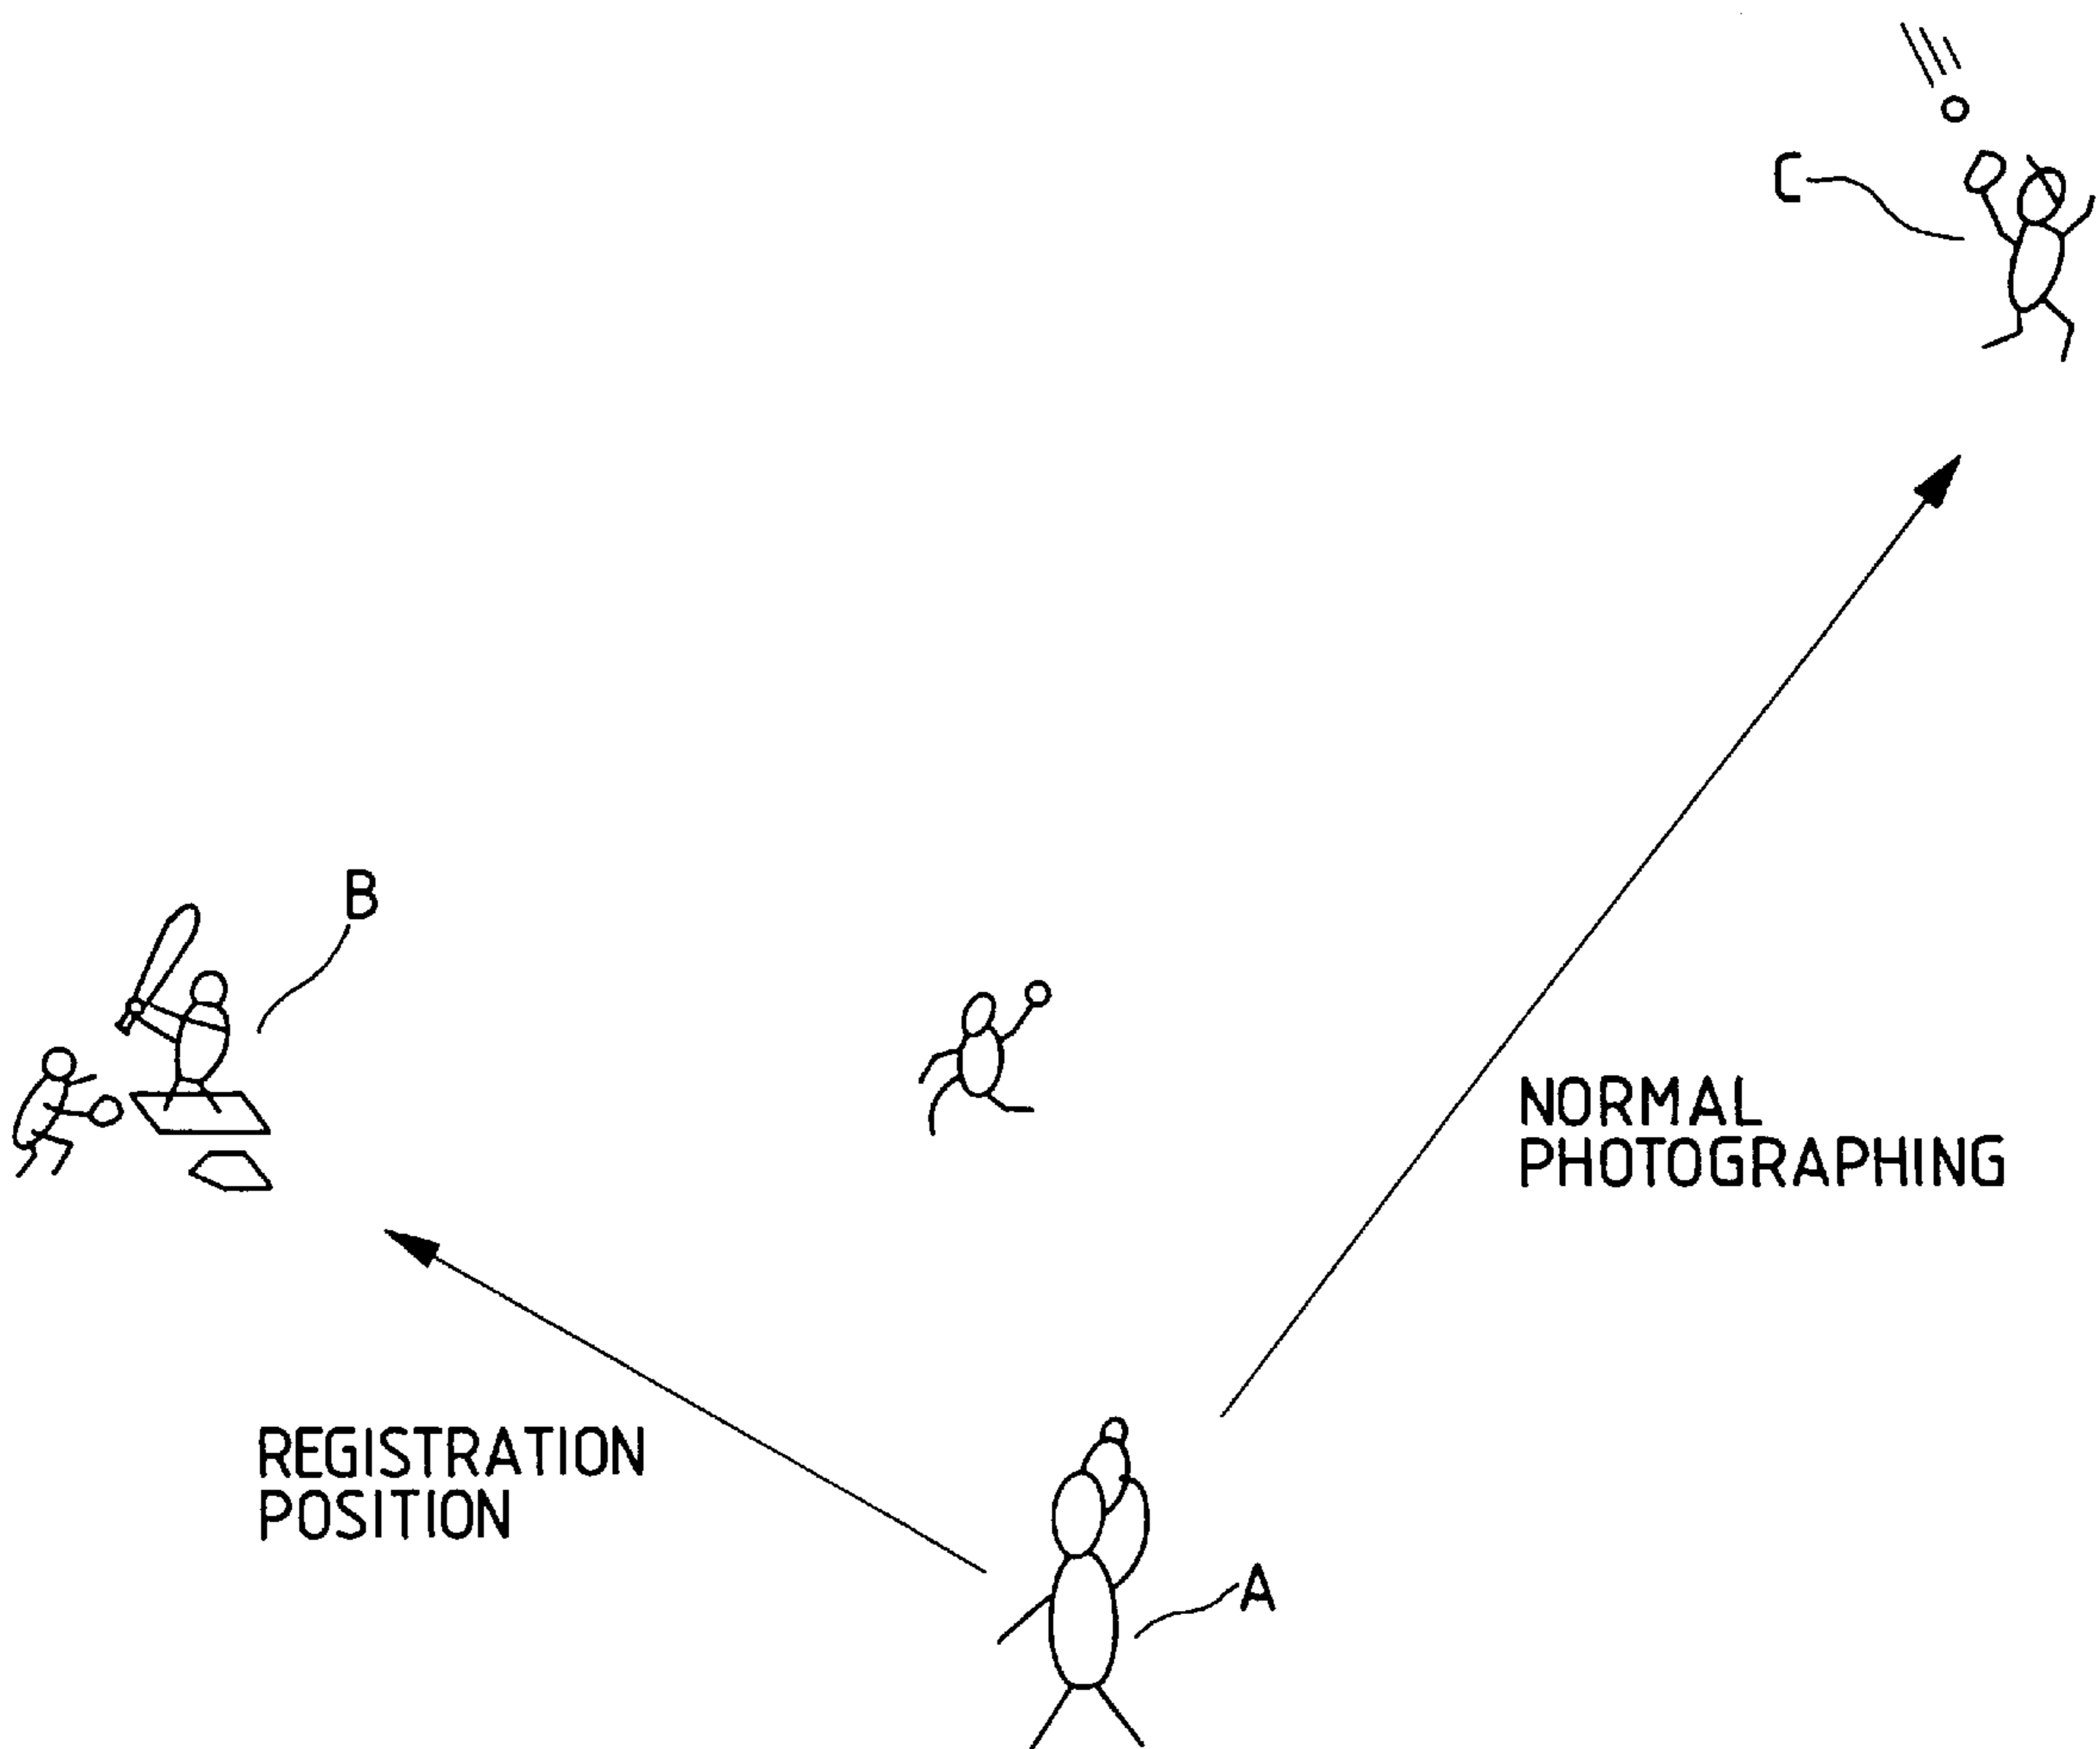 C
B
NORMAL
PHOTOGRAPHING
REGISTRATION
POSITION
A